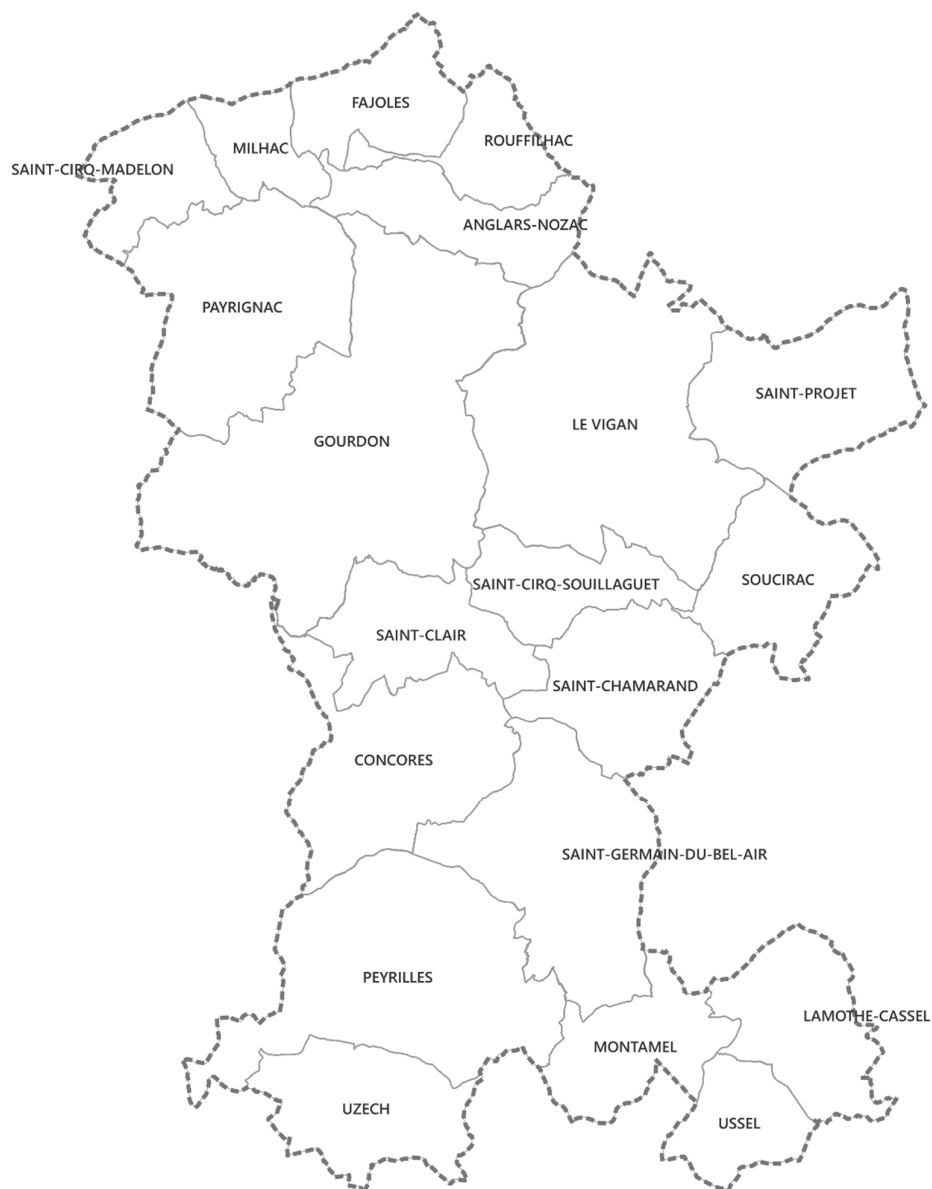 FAJOLES
ROUFFILHAC
MILHAC
SAINT-CIRQ-MADELON
ANGLARS-NOZAC
PAYRIGNAC
SAINT-PROJET
LE VIGAN
GOURDON
SOUCIRAC
SAINT-CIRQ-SOUILLAGUET
SAINT-CLAIR
SAINT-CHAMARAND
CONCORES
SAINT-GERMAIN-DU-BEL-AIR
PEYRILLES
LAMOTHE-CASSEL
MONTAMEL
UZECH
USSEL